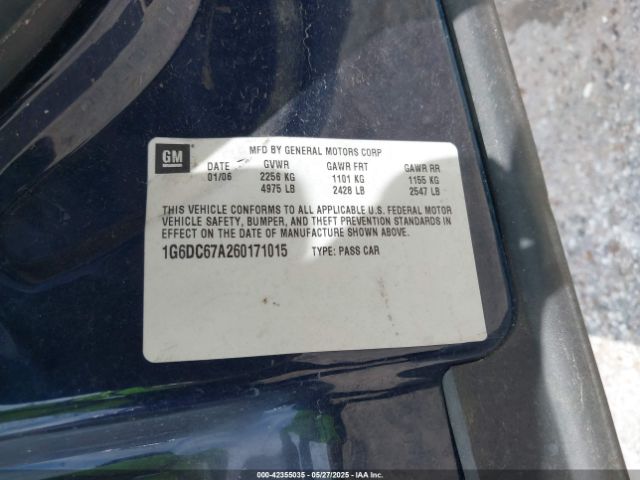 GM
MFD BY GENERAL MOTORS CORP
DATE GVWR GAWR FRT GAWR RR
01/06 2256 KG 1101 KG 1155 KG
4975 LB 2428 LB 2547 LB
THIS VEHICLE CONFORMS TO ALL APPLICABLE U.S. FEDERAL MOTOR
VEHICLE SAFETY, BUMPER, AND THEFT PREVENTION STANDARDS IN
EFFECT ON THE DATE OF MANUFACTURE SHOWN ABOVE.
1G6DC67A260171015 TYPE: PASS CAR
000-42355035 - 05/27/2025 - IAAI.COM